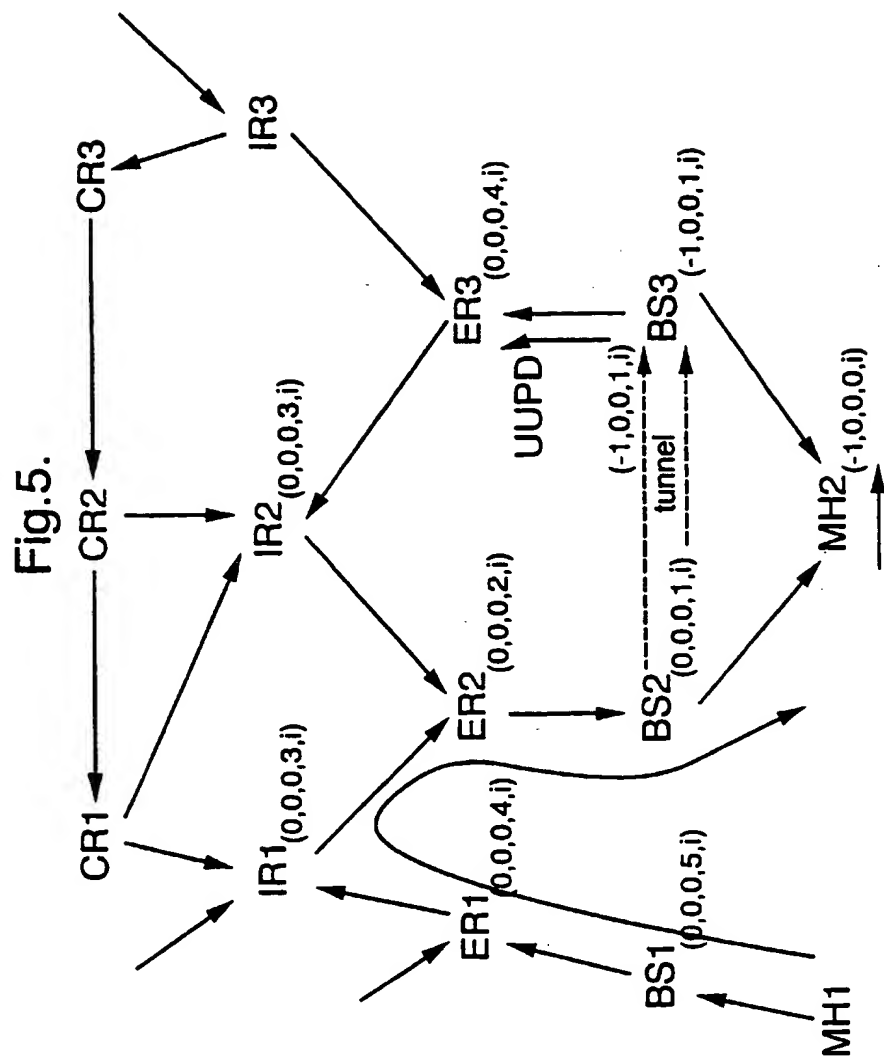 Fig.5.
CR1
CR2
CR3
IR1(0,0,0,3,i)
IR2(0,0,0,3,i)
IR3
ER1(0,0,0,4,i)
ER2(0,0,0,2,i)
ER3(0,0,0,4,i)
UUPD
BS1(0,0,0,5,i)
BS2(0,0,0,1,i)
(-1,0,0,1,i)
tunnel
BS3(-1,0,0,1,i)
MH1
MH2(-1,0,0,0,i)